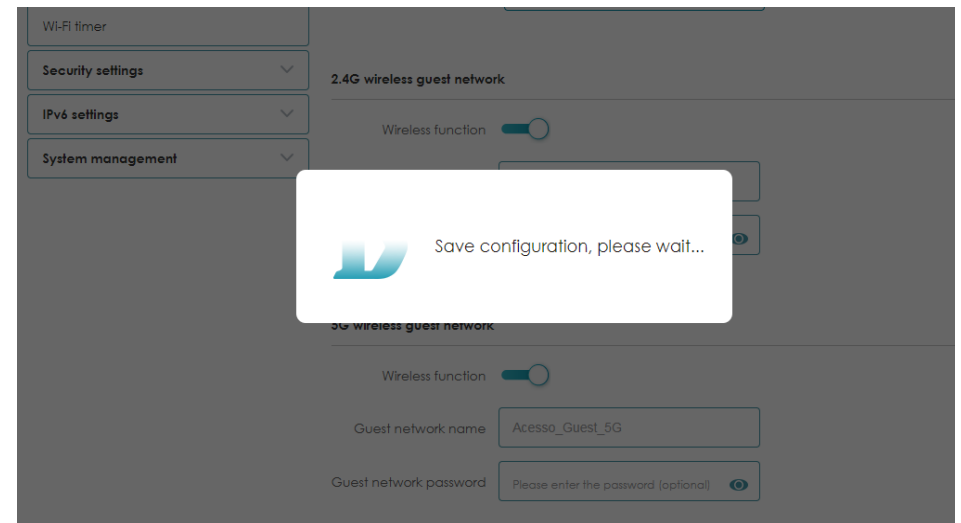 Wi-Fi timer
Security settings
2.4G wireless guest network
IPv6 settings
Wireless function
System management
Save configuration, please wait...
5G wireless guest network
Wireless function
Guest network name Acesso_Guest_5G
Guest network password Please enter the password (optional)